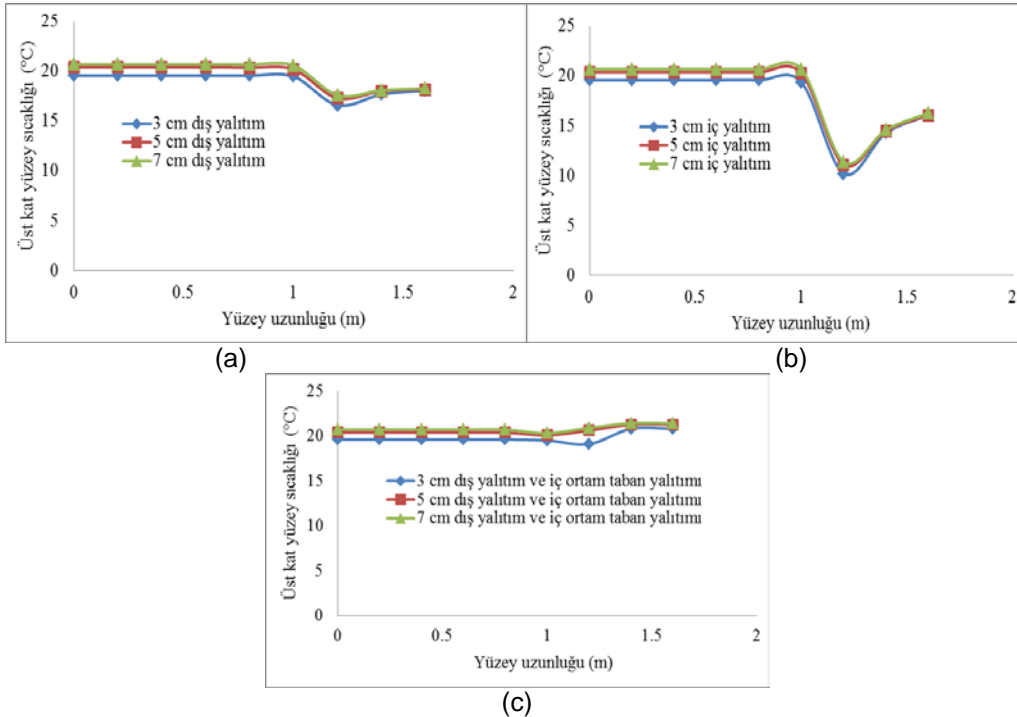 25
20
15
10
5
0
Üst kat yüzey sıcaklığı (°C)
3 cm dış yalıtım
5 cm dış yalıtım
7 cm dış yalıtım
0
0.5
1
1.5
2
Yüzey uzunluğu (m)
(a)
25
20
15
10
5
0
Üst kat yüzey sıcaklığı (°C)
3 cm iç yalıtım
5 cm iç yalıtım
7 cm iç yalıtım
0
0.5
1
1.5
2
Yüzey uzunluğu (m)
(b)
25
20
15
10
5
0
Üst kat yüzey sıcaklığı (°C)
3 cm dış yalıtım ve iç ortam taban yalıtımı
5 cm dış yalıtım ve iç ortam taban yalıtımı
7 cm dış yalıtım ve iç ortam taban yalıtımı
0
0.5
1
1.5
2
Yüzey uzunluğu (m)
(c)